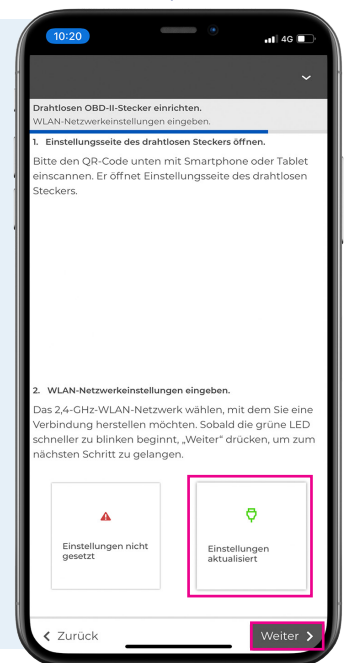 10:20
4G
Drahtlosen OBD-II-Stecker einrichten.
WLAN-Netzwerkeinstellungen eingeben.
1. Einstellungsseite des drahtlosen Steckers öffnen.
Bitte den QR-Code unten mit Smartphone oder Tablet
einscannen. Er öffnet Einstellungsseite des drahtlosen
Steckers.
2. WLAN-Netzwerkeinstellungen eingeben.
Das 2,4-GHz-WLAN-Netzwerk wählen, mit dem Sie eine
Verbindung herstellen möchten. Sobald die grüne LED
schneller zu blinken beginnt, „Weiter" drücken, um zum
nächsten Schritt zu gelangen.
Einstellungen nicht
gesetzt
Einstellungen
aktualisiert
Zurück
Weiter